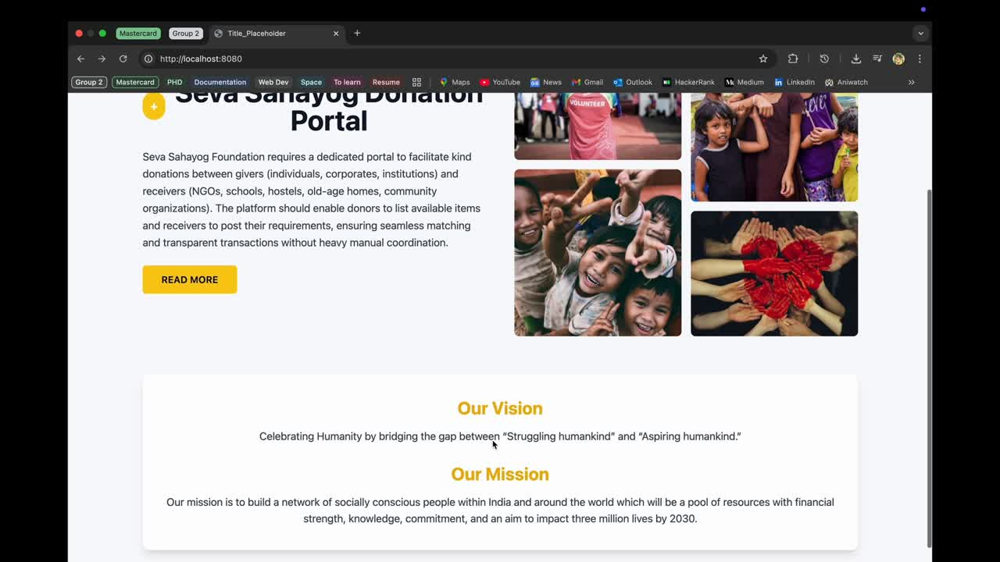 Mastercard
Group 2
Title_Placeholder
http://localhost:8080
Group 2
Mastercard
PHD
Documentation
Web Dev
Space
To learn
Resume
Maps
YouTube
News
Gmail
Outlook
HackerRank
Medium
LinkedIn
Aniwatch
Seva Sahayog Donation
Portal
Seva Sahayog Foundation requires a dedicated portal to facilitate kind
donations between givers (individuals, corporates, institutions) and
receivers (NGOs, schools, hostels, old-age homes, community
organizations). The platform should enable donors to list available items
and receivers to post their requirements, ensuring seamless matching
and transparent transactions without heavy manual coordination.
READ MORE
VOLUNTEER
Our Vision
Celebrating Humanity by bridging the gap between “Struggling humankind” and “Aspiring humankind.”
Our Mission
Our mission is to build a network of socially conscious people within India and around the world which will be a pool of resources with financial
strength, knowledge, commitment, and an aim to impact three million lives by 2030.